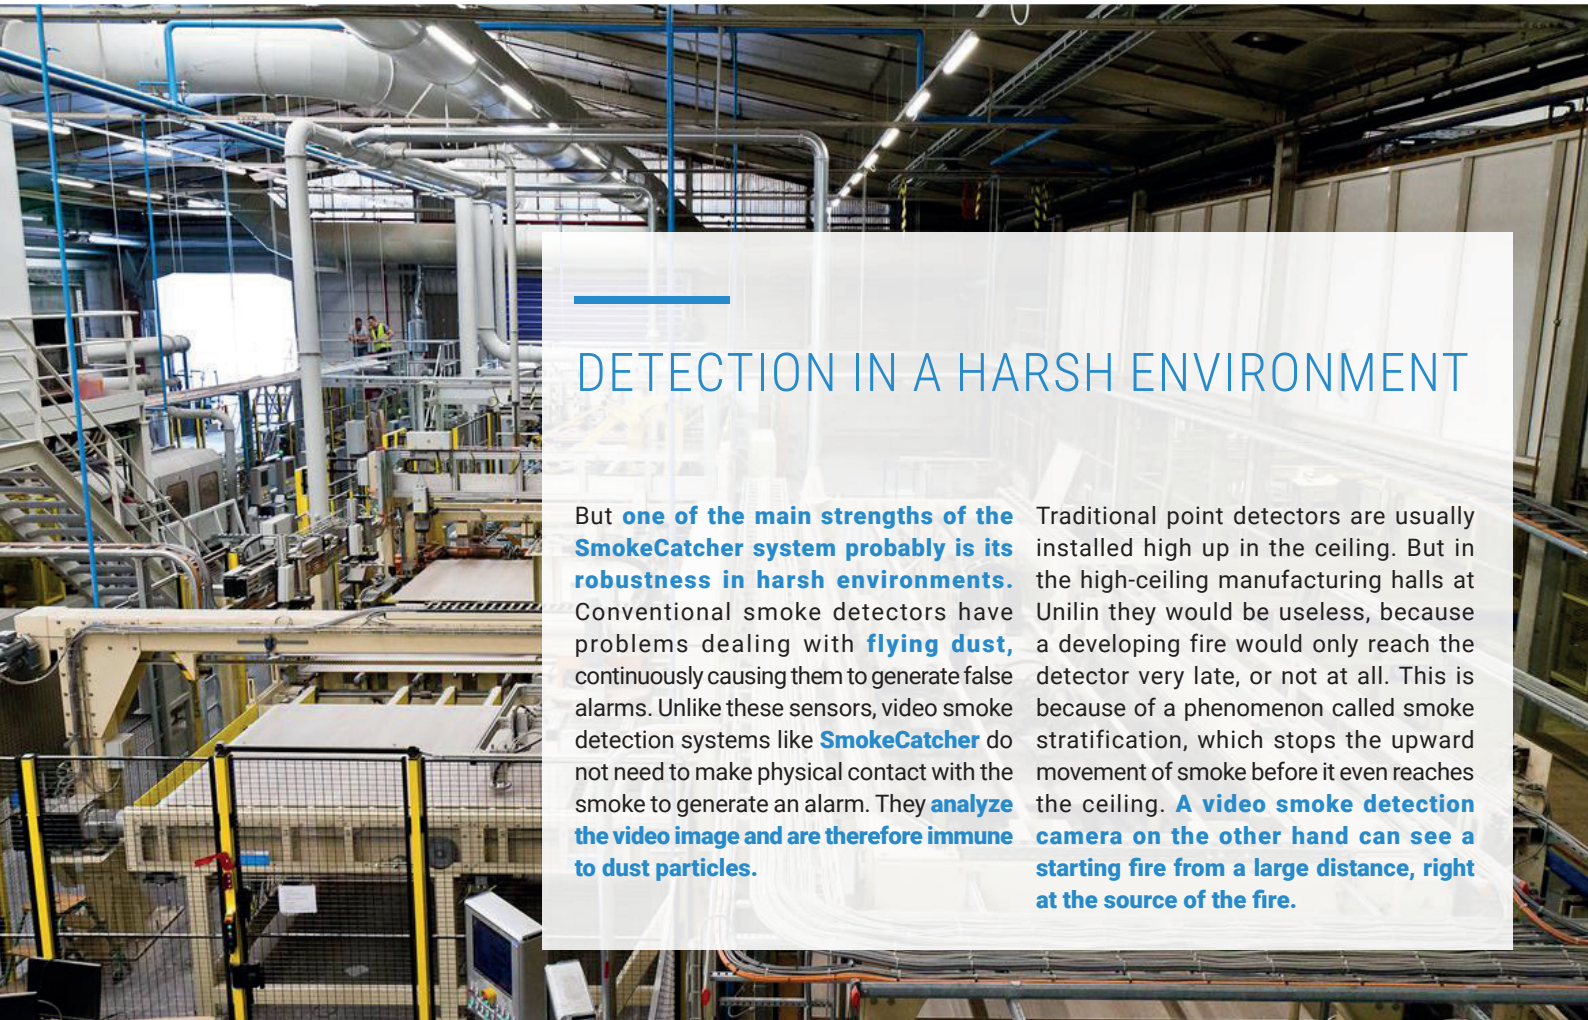 DETECTION IN A HARSH ENVIRONMENT
But one of the main strengths of the
SmokeCatcher system probably is its
robustness in harsh environments.
Conventional smoke detectors have
problems dealing with flying dust,
continuously causing them to generate false
alarms. Unlike these sensors, video smoke
detection systems like SmokeCatcher do
not need to make physical contact with the
smoke to generate an alarm. They analyze
the video image and are therefore immune
to dust particles.
Traditional point detectors are usually
installed high up in the ceiling. But in
the high-ceiling manufacturing halls at
Unilin they would be useless, because
a developing fire would only reach the
detector very late, or not at all. This is
because of a phenomenon called smoke
stratification, which stops the upward
movement of smoke before it even reaches
the ceiling. A video smoke detection
camera on the other hand can see a
starting fire from a large distance, right
at the source of the fire.